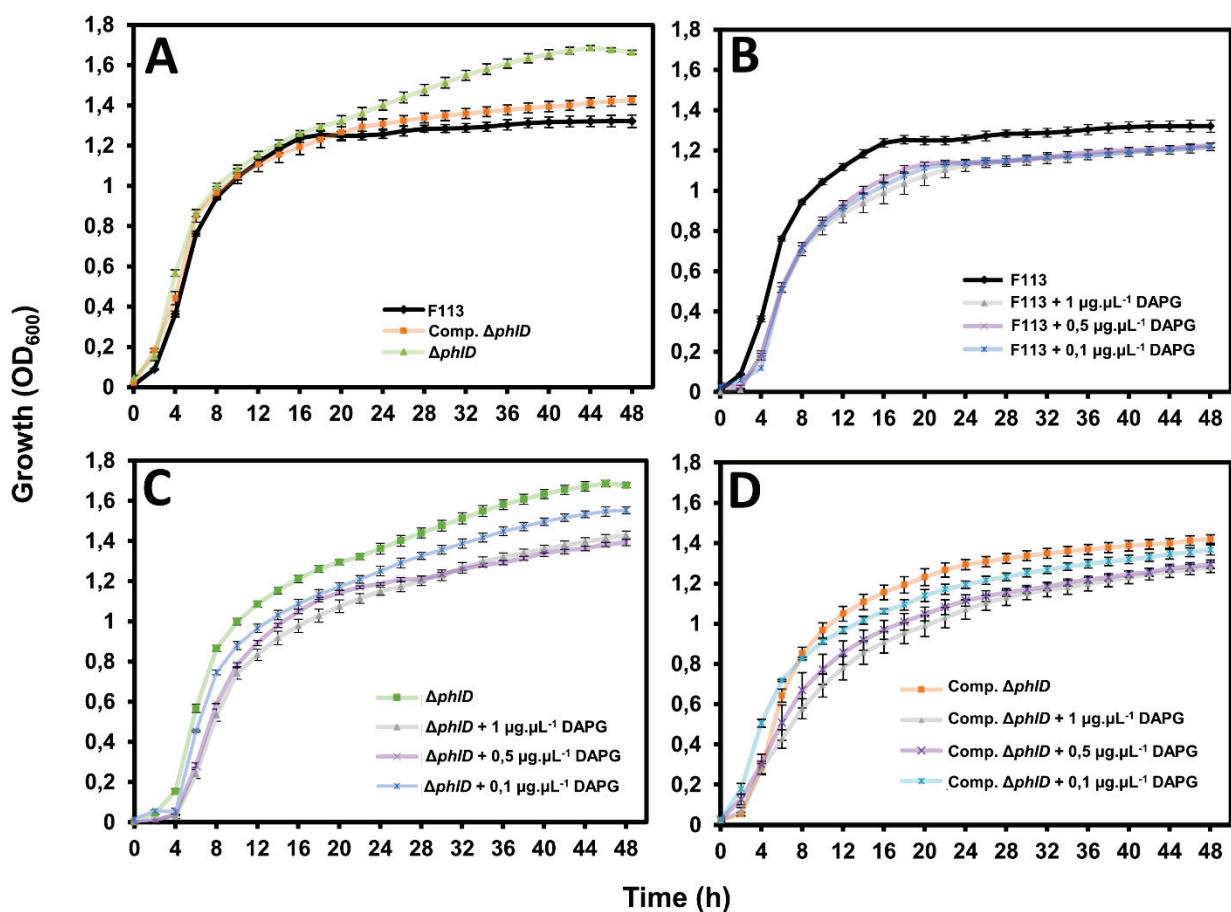 Growth (OD600)
A
1,8
1,6
1,4
1,2
1
0,8
0,6
0,4
0,2
0
0 4 8 12 16 20 24 28 32 36 40 44 48
F113
Comp. ΔphlD
ΔphlD
B
1,8
1,6
1,4
1,2
1
0,8
0,6
0,4
0,2
0
0 4 8 12 16 20 24 28 32 36 40 44 48
F113
F113 + 1 µg.µL-1 DAPG
F113 + 0,5 µg.µL-1 DAPG
F113 + 0,1 µg.µL-1 DAPG
C
1,8
1,6
1,4
1,2
1
0,8
0,6
0,4
0,2
0
0 4 8 12 16 20 24 28 32 36 40 44 48
ΔphlD
ΔphlD + 1 µg.µL-1 DAPG
ΔphlD + 0,5 µg.µL-1 DAPG
ΔphlD + 0,1 µg.µL-1 DAPG
D
1,8
1,6
1,4
1,2
1
0,8
0,6
0,4
0,2
0
0 4 8 12 16 20 24 28 32 36 40 44 48
Comp. ΔphlD
Comp. ΔphlD + 1 µg.µL-1 DAPG
Comp. ΔphlD + 0,5 µg.µL-1 DAPG
Comp. ΔphlD + 0,1 µg.µL-1 DAPG
Time (h)